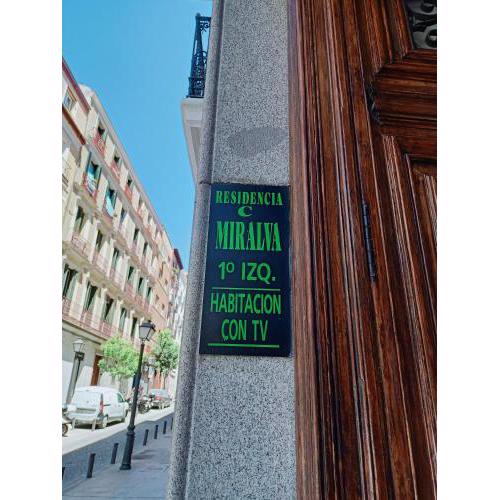 RESIDENCIA
C
MIRALVA
1º IZQ.
HABITACION
CON TV